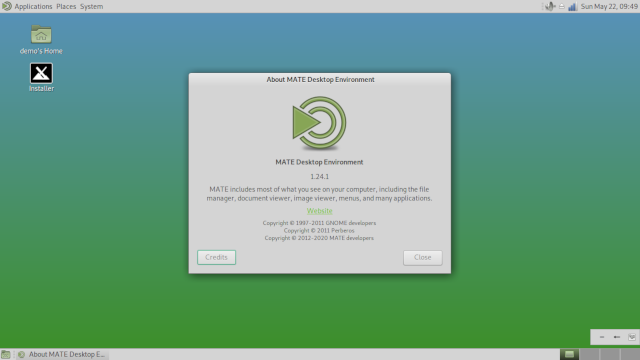 Applications Places System
Sun May 22, 09:49
demo's Home
Installer
About MATE Desktop Environment
MATE Desktop Environment
1.24.1
MATE includes most of what you see on your computer, including the file
manager, document viewer, image viewer, menus, and many applications.
Website
Copyright © 1997-2011 GNOME developers
Copyright © 2011 Perberos
Copyright © 2012-2020 MATE developers
Credits
Close
About MATE Desktop E...